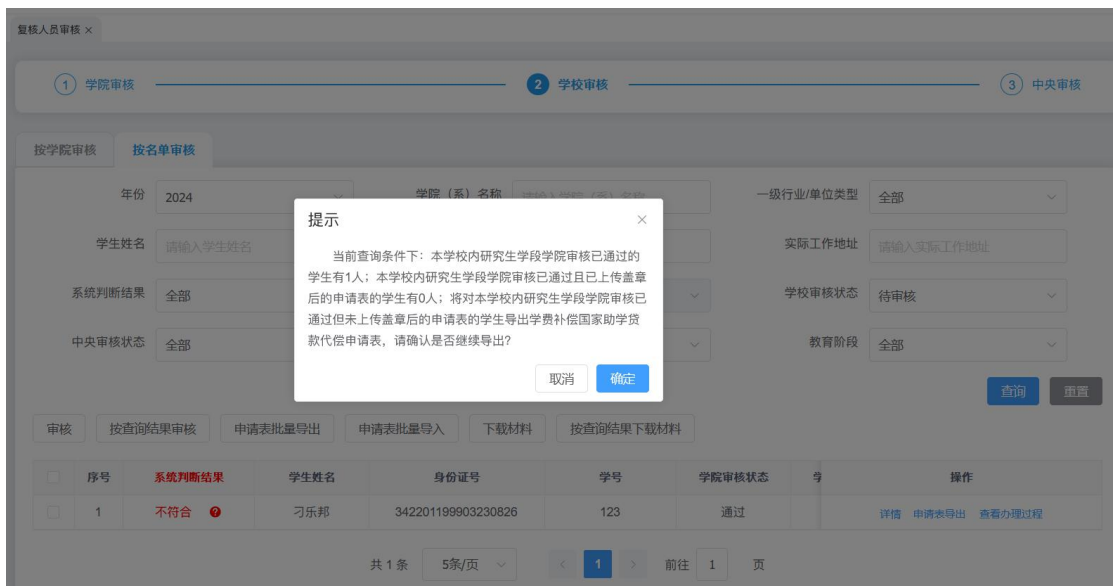 复核人员审核 ×
1 学院审核 2 学校审核 3 中央审核
按学院审核 按名单审核
年份 2024 学院（系）名称 请输入学院（系）名称 一级行业/单位类型 全部
学生姓名 请输入学生姓名 实际工作地址 请输入实际工作地址
系统判断结果 全部 学校审核状态 待审核
中央审核状态 全部 教育阶段 全部
提示 ×
当前查询条件下：本学校内研究生学段学院审核已通过的
学生有1人；本学校内研究生学段学院审核已通过且已上传盖章
后的申请表的学生有0人；将对本学校内研究生学段学院审核已
通过但未上传盖章后的申请表的学生导出学费补偿国家助学贷
款代偿申请表，请确认是否继续导出?
取消 确定
查询 重置
审核 按查询结果审核 申请表批量导出 申请表批量导入 下载材料 按查询结果下载材料
序号 系统判断结果 学生姓名 身份证号 学号 学院审核状态 操作
1 不符合 ? 刁乐邦 342201199903230826 123 通过 详情 申请表导出 查看办理过程
共 1 条 5条/页 < 1 > 前往 1 页